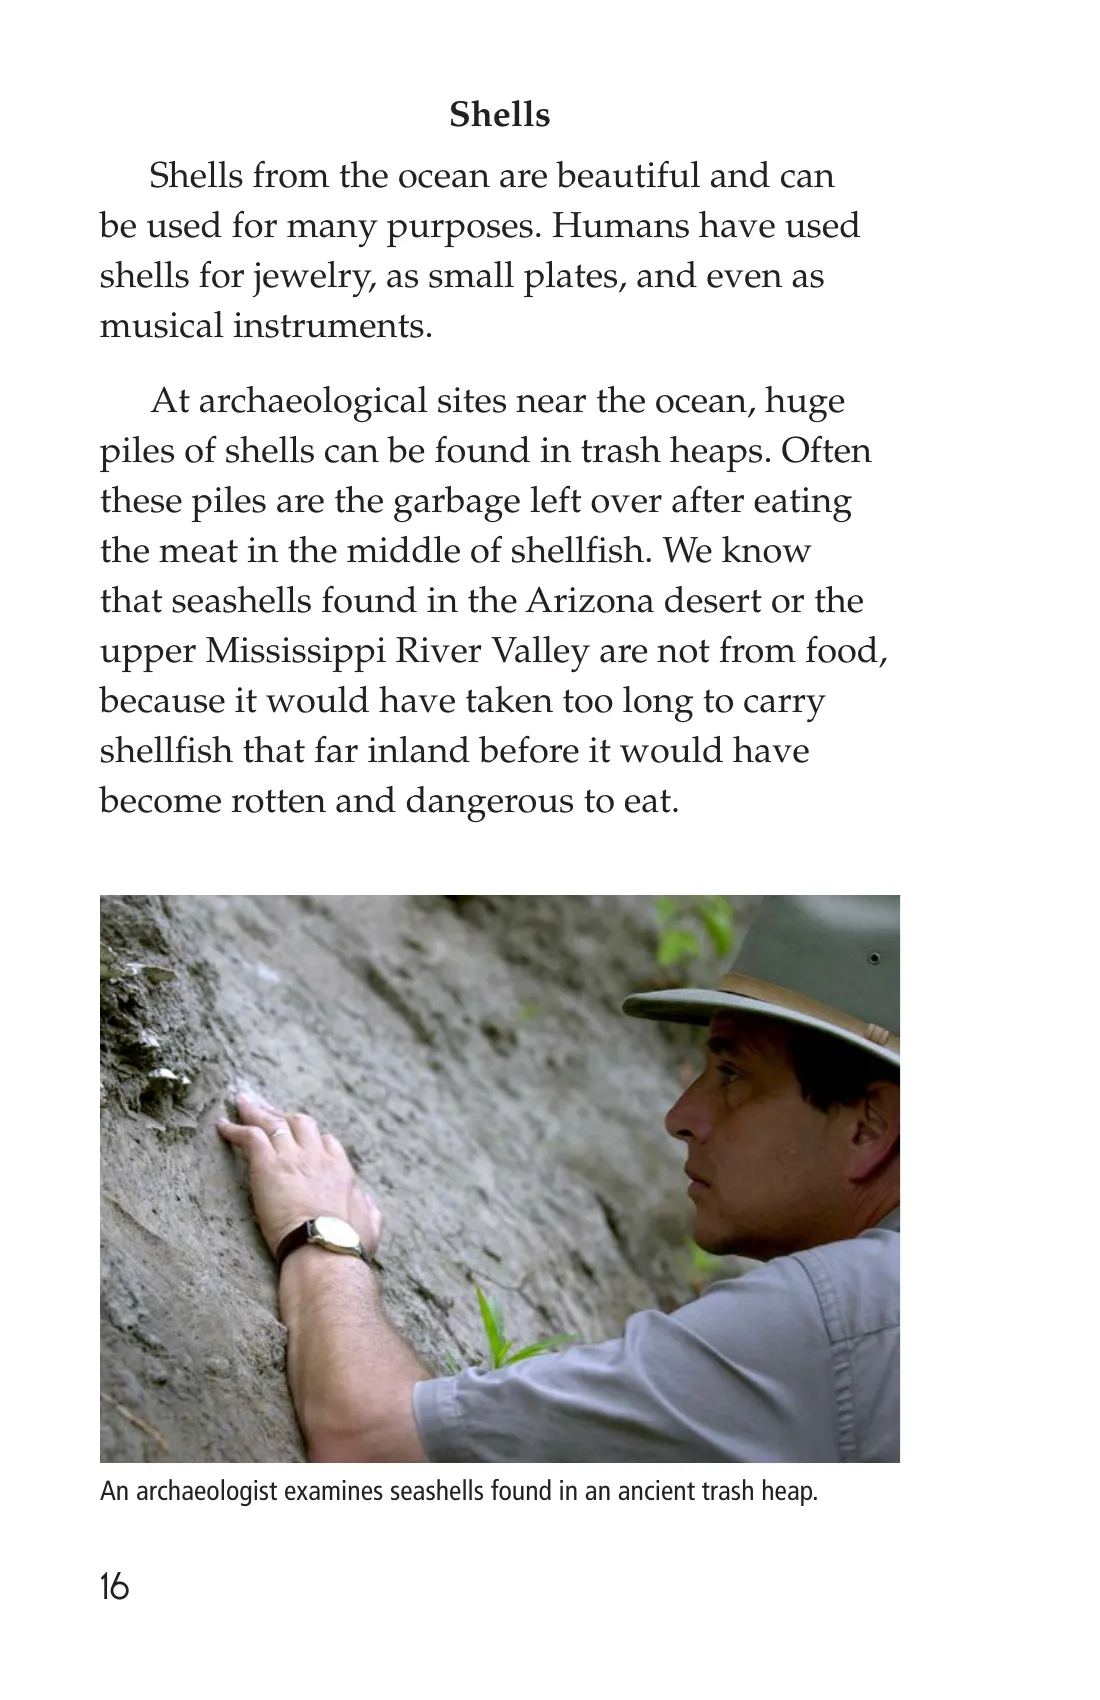 Shells
Shells from the ocean are beautiful and can
be used for many purposes. Humans have used
shells for jewelry, as small plates, and even as
musical instruments.
At archaeological sites near the ocean, huge
piles of shells can be found in trash heaps. Often
these piles are the garbage left over after eating
the meat in the middle of shellfish. We know
that seashells found in the Arizona desert or the
upper Mississippi River Valley are not from food,
because it would have taken too long to carry
shellfish that far inland before it would have
become rotten and dangerous to eat.
An archaeologist examines seashells found in an ancient trash heap.
16